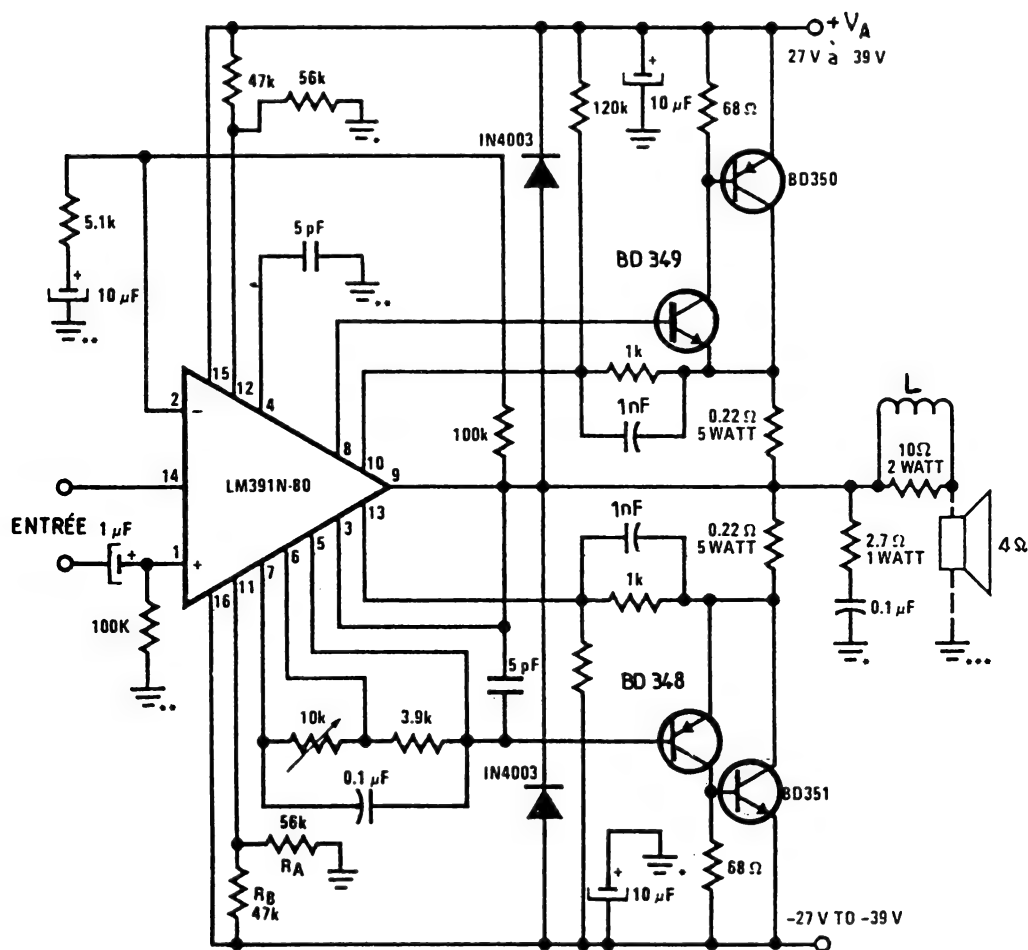 + VA
27 V à 39 V
47k
56k
120k
+
10 µF
68 Ω
IN4003
BD350
5.1k
5 pF
+
10 µF
BD 349
15
12
4
1k
L
2
−
8
1nF
0.22 Ω
5 WATT
100k
10
10Ω
2 WATT
14
LM391N-80
9
13
3
1nF
0.22 Ω
5 WATT
ENTRÉE
1 µF
+
1
+
5
6
7
2.7 Ω
1 WATT
4Ω
11
16
1k
0.1 µF
100K
5 pF
BD 348
10k
3.9k
IN4003
0.1 µF
BD351
56k
RA
+
10 µF
68 Ω
RB
47k
−27 V TO −39 V